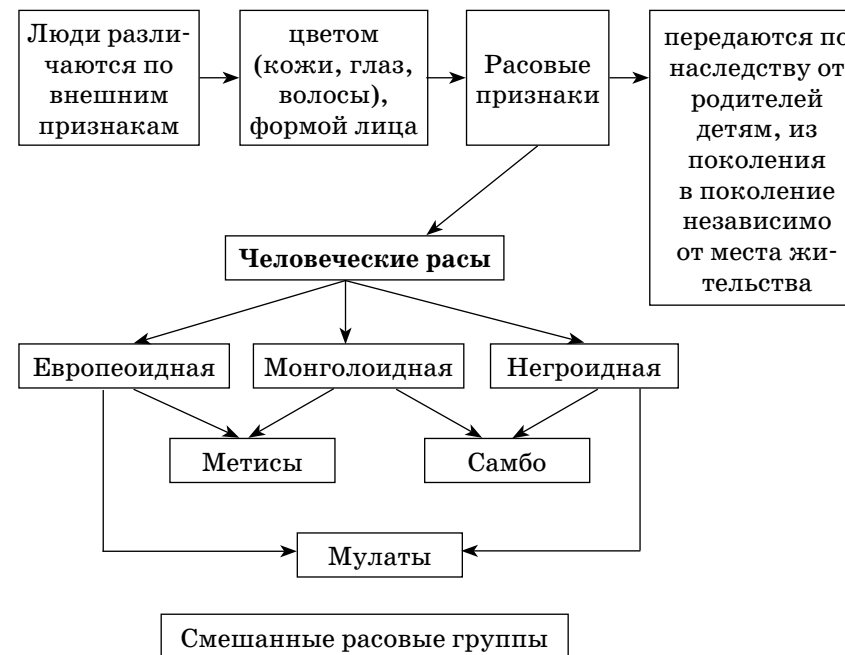 Люди разли-
чаются по
внешним
признакам
цветом
(кожи, глаз,
волосы),
формой лица
Расовые
признаки
передаются по
наследству от
родителей
детям, из
поколения
в поколение
независимо
от места жи-
тельства
Человеческие расы
Европеоидная
Монголоидная
Негроидная
Метисы
Самбо
Мулаты
Смешанные расовые группы